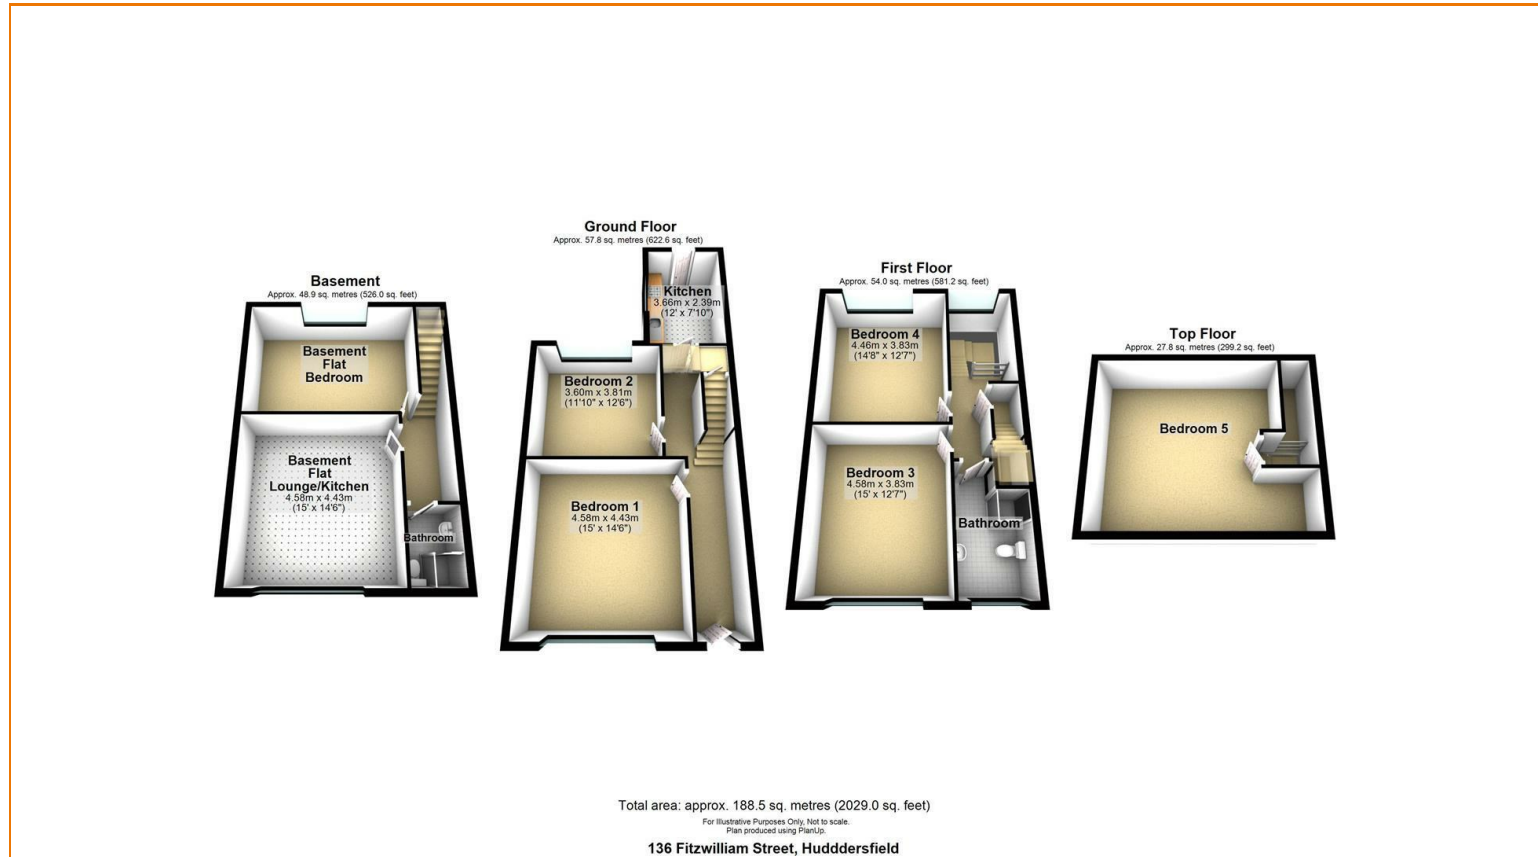 Basement
Approx. 48.9 sq. metres (526.0 sq. feet)
Basement
Flat
Bedroom
Basement
Flat
Lounge/Kitchen
4.58m x 4.43m
(15' x 14'6")
Bathroom
Ground Floor
Approx. 57.8 sq. metres (622.6 sq. feet)
Kitchen
3.66m x 2.39m
(12' x 7'10")
Bedroom 2
3.60m x 3.81m
(11'10" x 12'6")
Bedroom 1
4.58m x 4.43m
(15' x 14'6")
First Floor
Approx. 54.0 sq. metres (581.2 sq. feet)
Bedroom 4
4.46m x 3.83m
(14'8" x 12'7")
Bedroom 3
4.58m x 3.83m
(15' x 12'7")
Bathroom
Top Floor
Approx. 27.8 sq. metres (299.2 sq. feet)
Bedroom 5
Total area: approx. 188.5 sq. metres (2029.0 sq. feet)
For Illustrative Purposes Only, Not to scale.
Plan produced using PlanUp.
136 Fitzwilliam Street, Hudddersfield